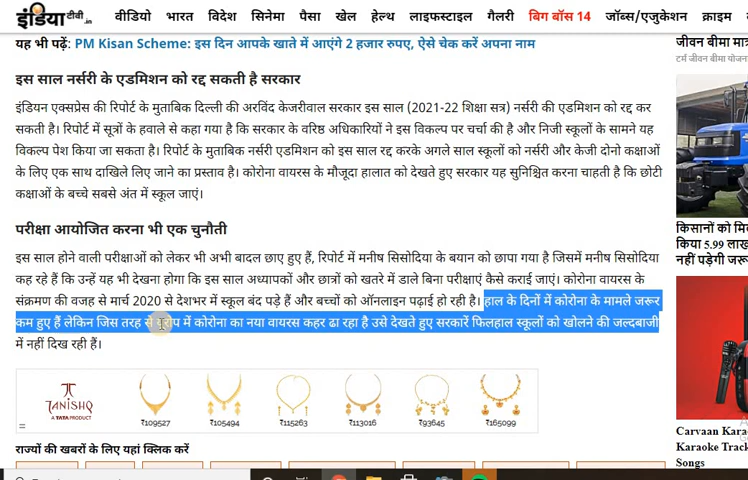 इंडिया टीवी.in
वीडियो भारत विदेश सिनेमा पैसा खेल हेल्थ लाइफस्टाइल गैजेट बिग बॉस 14 जॉब्स/एजुकेशन क्राइम
यह भी पढ़ें: PM Kisan Scheme: इस दिन आपके खाते में आएंगे 2 हजार रुपए, ऐसे चेक करें अपना नाम
इस साल नर्सरी के एडमिशन को रद्द सकती है सरकार
इंडियन एक्सप्रेस की रिपोर्ट के मुताबिक दिल्ली की अरविंद केजरीवाल सरकार इस साल (2021-22 शिक्षा सत्र) नर्सरी की एडमिशन को रद्द कर
सकती है। रिपोर्ट में सूत्रों के हवाले से कहा गया है कि सरकार के वरिष्ठ अधिकारियों ने इस विकल्प पर चर्चा की है और निजी स्कूलों के सामने यह
विकल्प पेश किया जा सकता है। रिपोर्ट के मुताबिक नर्सरी एडमिशन को इस साल रद्द करके अगले साल स्कूलों को नर्सरी और केजी दोनो कक्षाओं
के लिए एक साथ दाखिले लिए जाने का प्रस्ताव है। कोरोना वायरस के मौजूदा हालात को देखते हुए सरकार यह सुनिश्चित करना चाहती है कि छोटी
कक्षाओं के बच्चे सबसे अंत में स्कूल जाएं।
परीक्षा आयोजित करना भी एक चुनौती
इस साल होने वाली परीक्षाओं को लेकर भी अभी बादल छाए हुए हैं, रिपोर्ट में मनीष सिसोदिया के बयान को छापा गया है जिसमें मनीष सिसोदिया
कह रहे हैं कि उन्हें यह भी देखना होगा कि इस साल अध्यापकों और छात्रों को खतरे में डाले बिना परीक्षाएं कैसे कराई जाएं। कोरोना वायरस के
संक्रमण की वजह से मार्च 2020 से देशभर में स्कूल बंद पड़े हैं और बच्चों को ऑनलाइन पढ़ाई हो रही है। हाल के दिनों में कोरोना के मामले जरूर
कम हुए हैं लेकिन जिस तरह से यूरोप में कोरोना का नया वायरस कहर ढा रहा है उसे देखते हुए सरकारें फिलहाल स्कूलों को खोलने की जल्दबाजी
में नहीं दिख रही हैं।
TANISHQ
A TATA PRODUCT
₹109527 ₹105494 ₹115263 ₹113016 ₹93645 ₹165099
राज्यों की खबरों के लिए यहां क्लिक करें
जीवन बीमा मात्र
टर्म जीवन बीमा योजना
किसानों को मि
किया 5.99 लाख
नहीं पड़ेगी जरू
Carvaan Kara
Karaoke Track
Songs